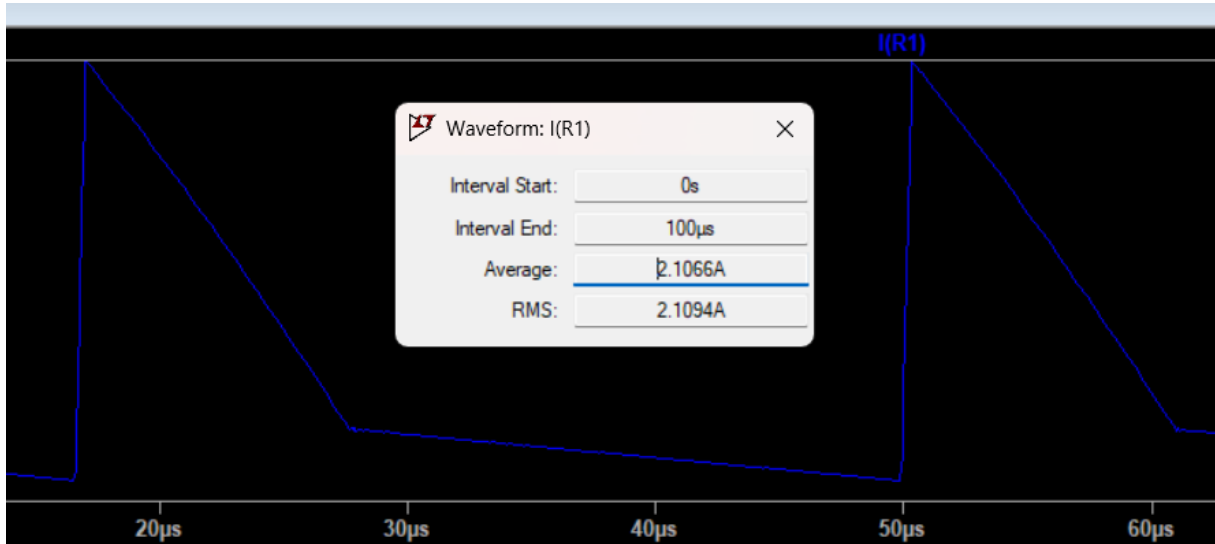 I(R1)
Waveform: I(R1)
Interval Start: 0s
Interval End: 100µs
Average: 2.1066A
RMS: 2.1094A
20µs 30µs 40µs 50µs 60µs